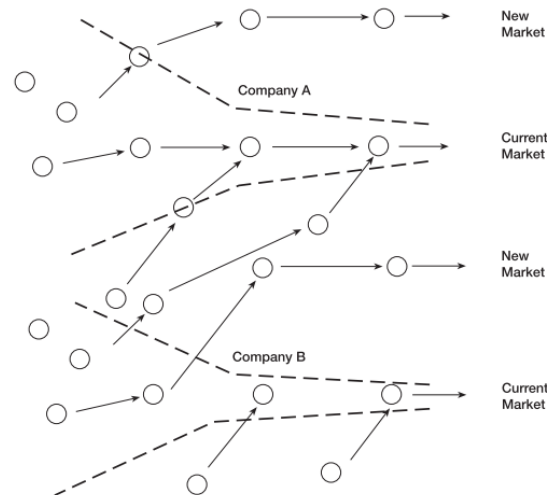 New
Market
Company A
Current
Market
New
Market
Company B
Current
Market